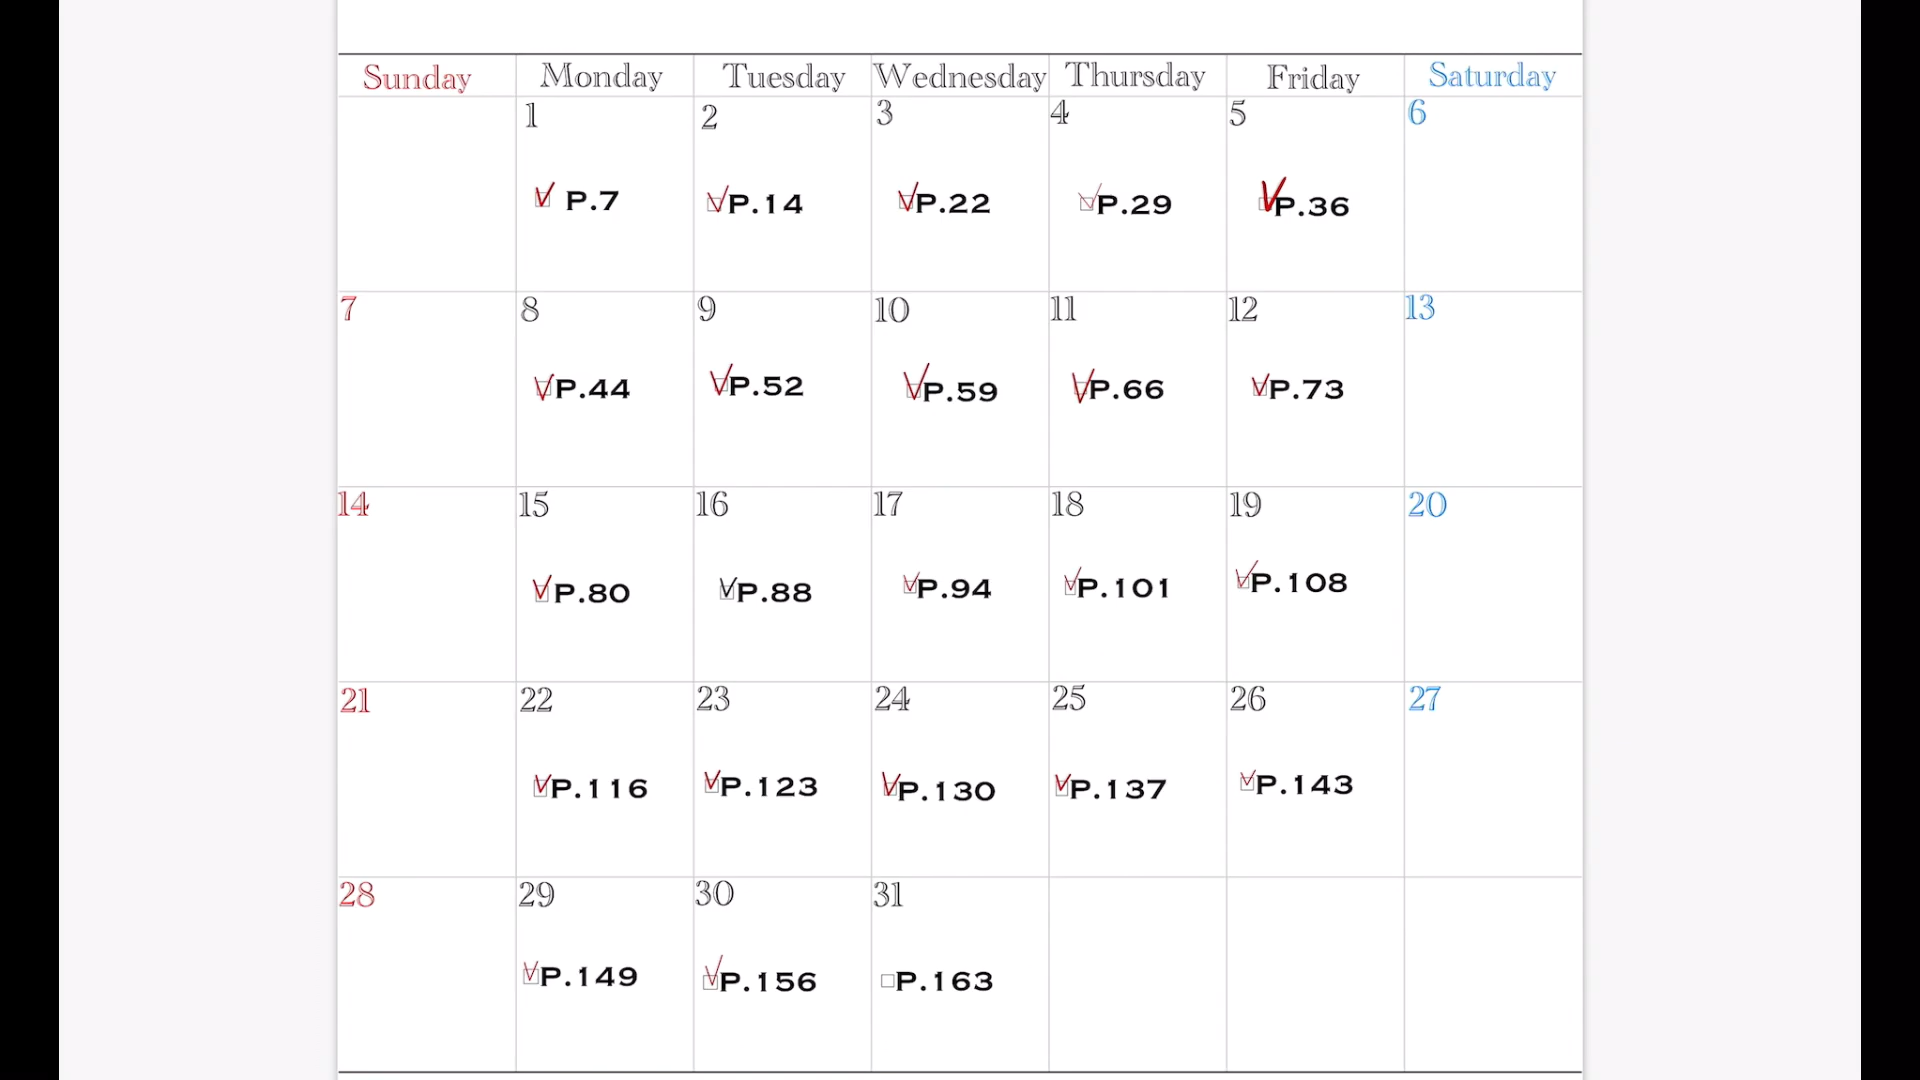 Sunday Monday Tuesday Wednesday Thursday Friday Saturday
1 2 3 4 5 6
P.7 P.14 P.22 P.29 P.36
7 8 9 10 11 12 13
P.44 P.52 P.59 P.66 P.73
14 15 16 17 18 19 20
P.80 P.88 P.94 P.101 P.108
21 22 23 24 25 26 27
P.116 P.123 P.130 P.137 P.143
28 29 30 31
P.149 P.156 P.163